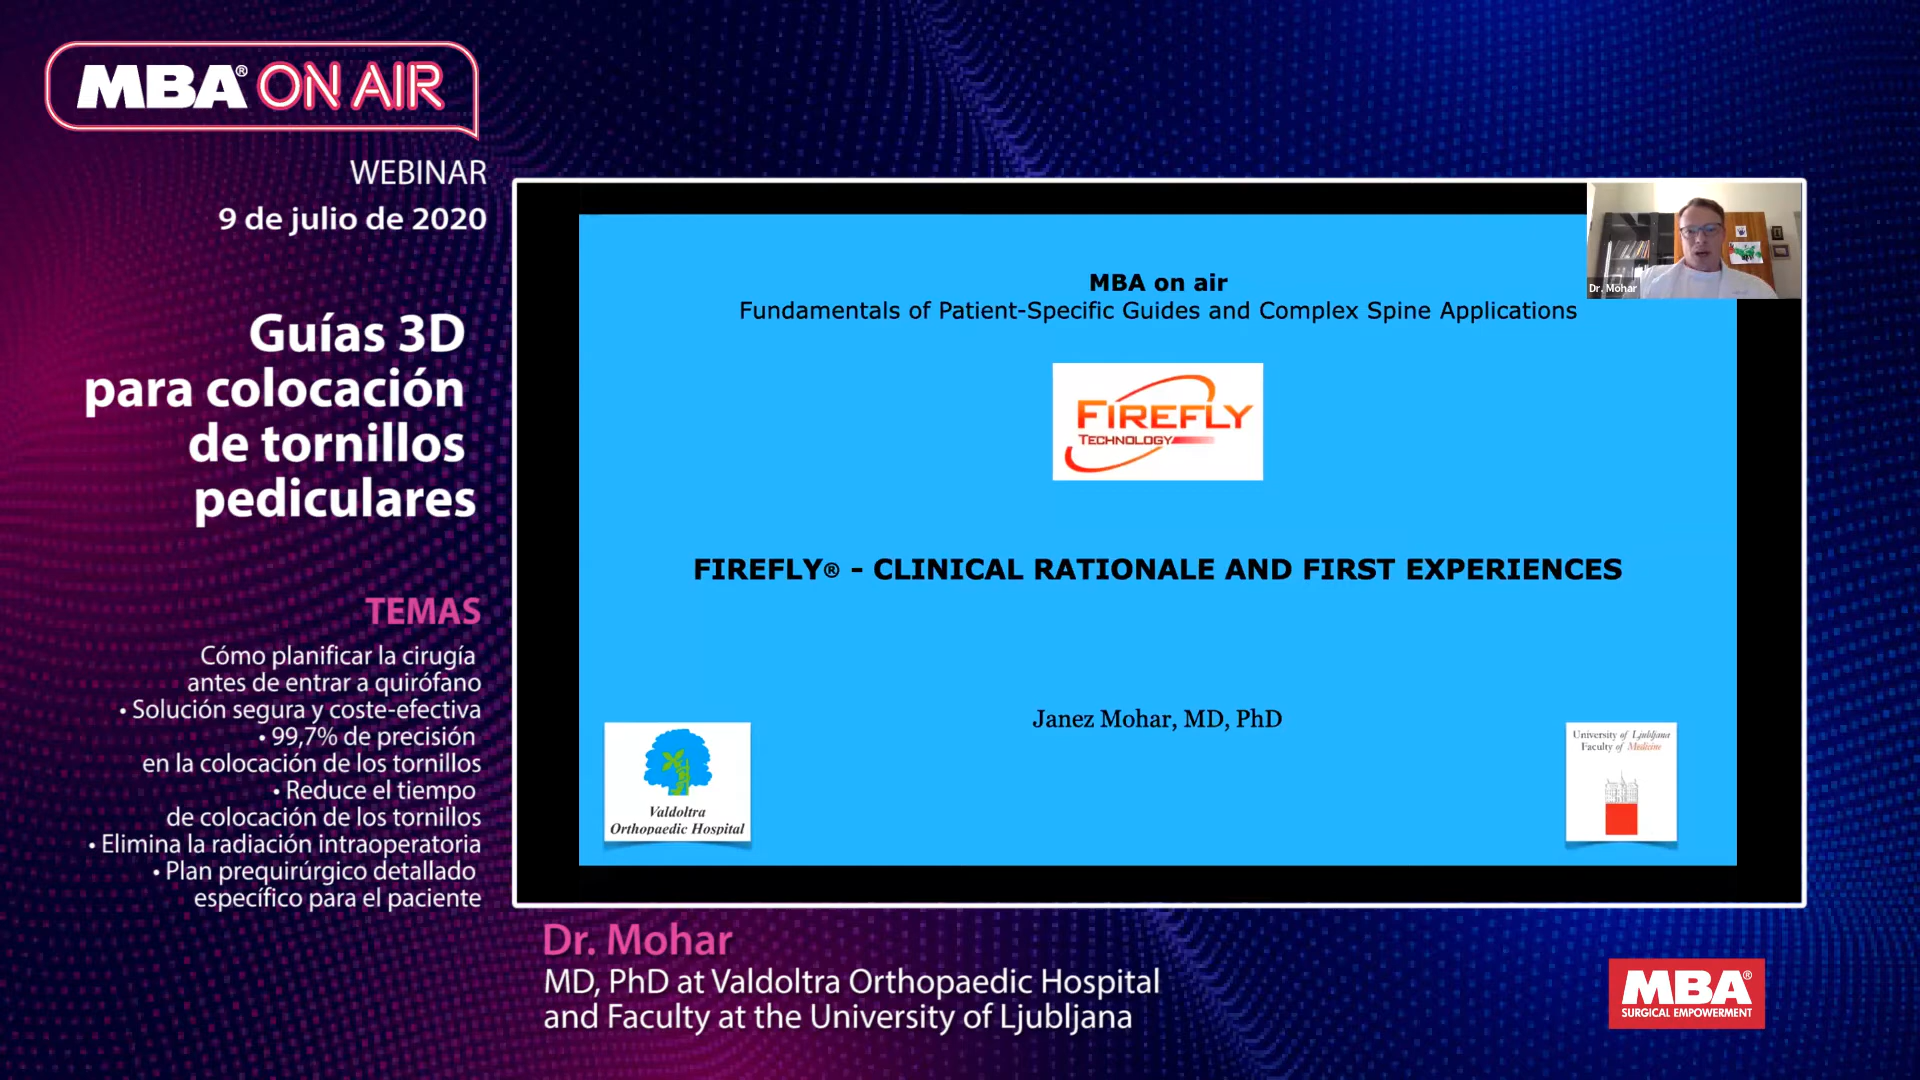 MBA® ON AIR
WEBINAR
9 de julio de 2020
Guías 3D
para colocación
de tornillos
pediculares
TEMAS
Cómo planificar la cirugía
antes de entrar a quirófano
• Solución segura y coste-efectiva
• 99,7% de precisión
en la colocación de los tornillos
• Reduce el tiempo
de colocación de los tornillos
• Elimina la radiación intraoperatoria
• Plan prequirúrgico detallado
específico para el paciente
MBA on air
Fundamentals of Patient-Specific Guides and Complex Spine Applications
FIREFLY
TECHNOLOGY
FIREFLY® - CLINICAL RATIONALE AND FIRST EXPERIENCES
Janez Mohar, MD, PhD
Valdoltra
Orthopaedic Hospital
University of Ljubljana
Faculty of Medicine
Dr. Mohar
Dr. Mohar
MD, PhD at Valdoltra Orthopaedic Hospital
and Faculty at the University of Ljubljana
MBA®
SURGICAL EMPOWERMENT